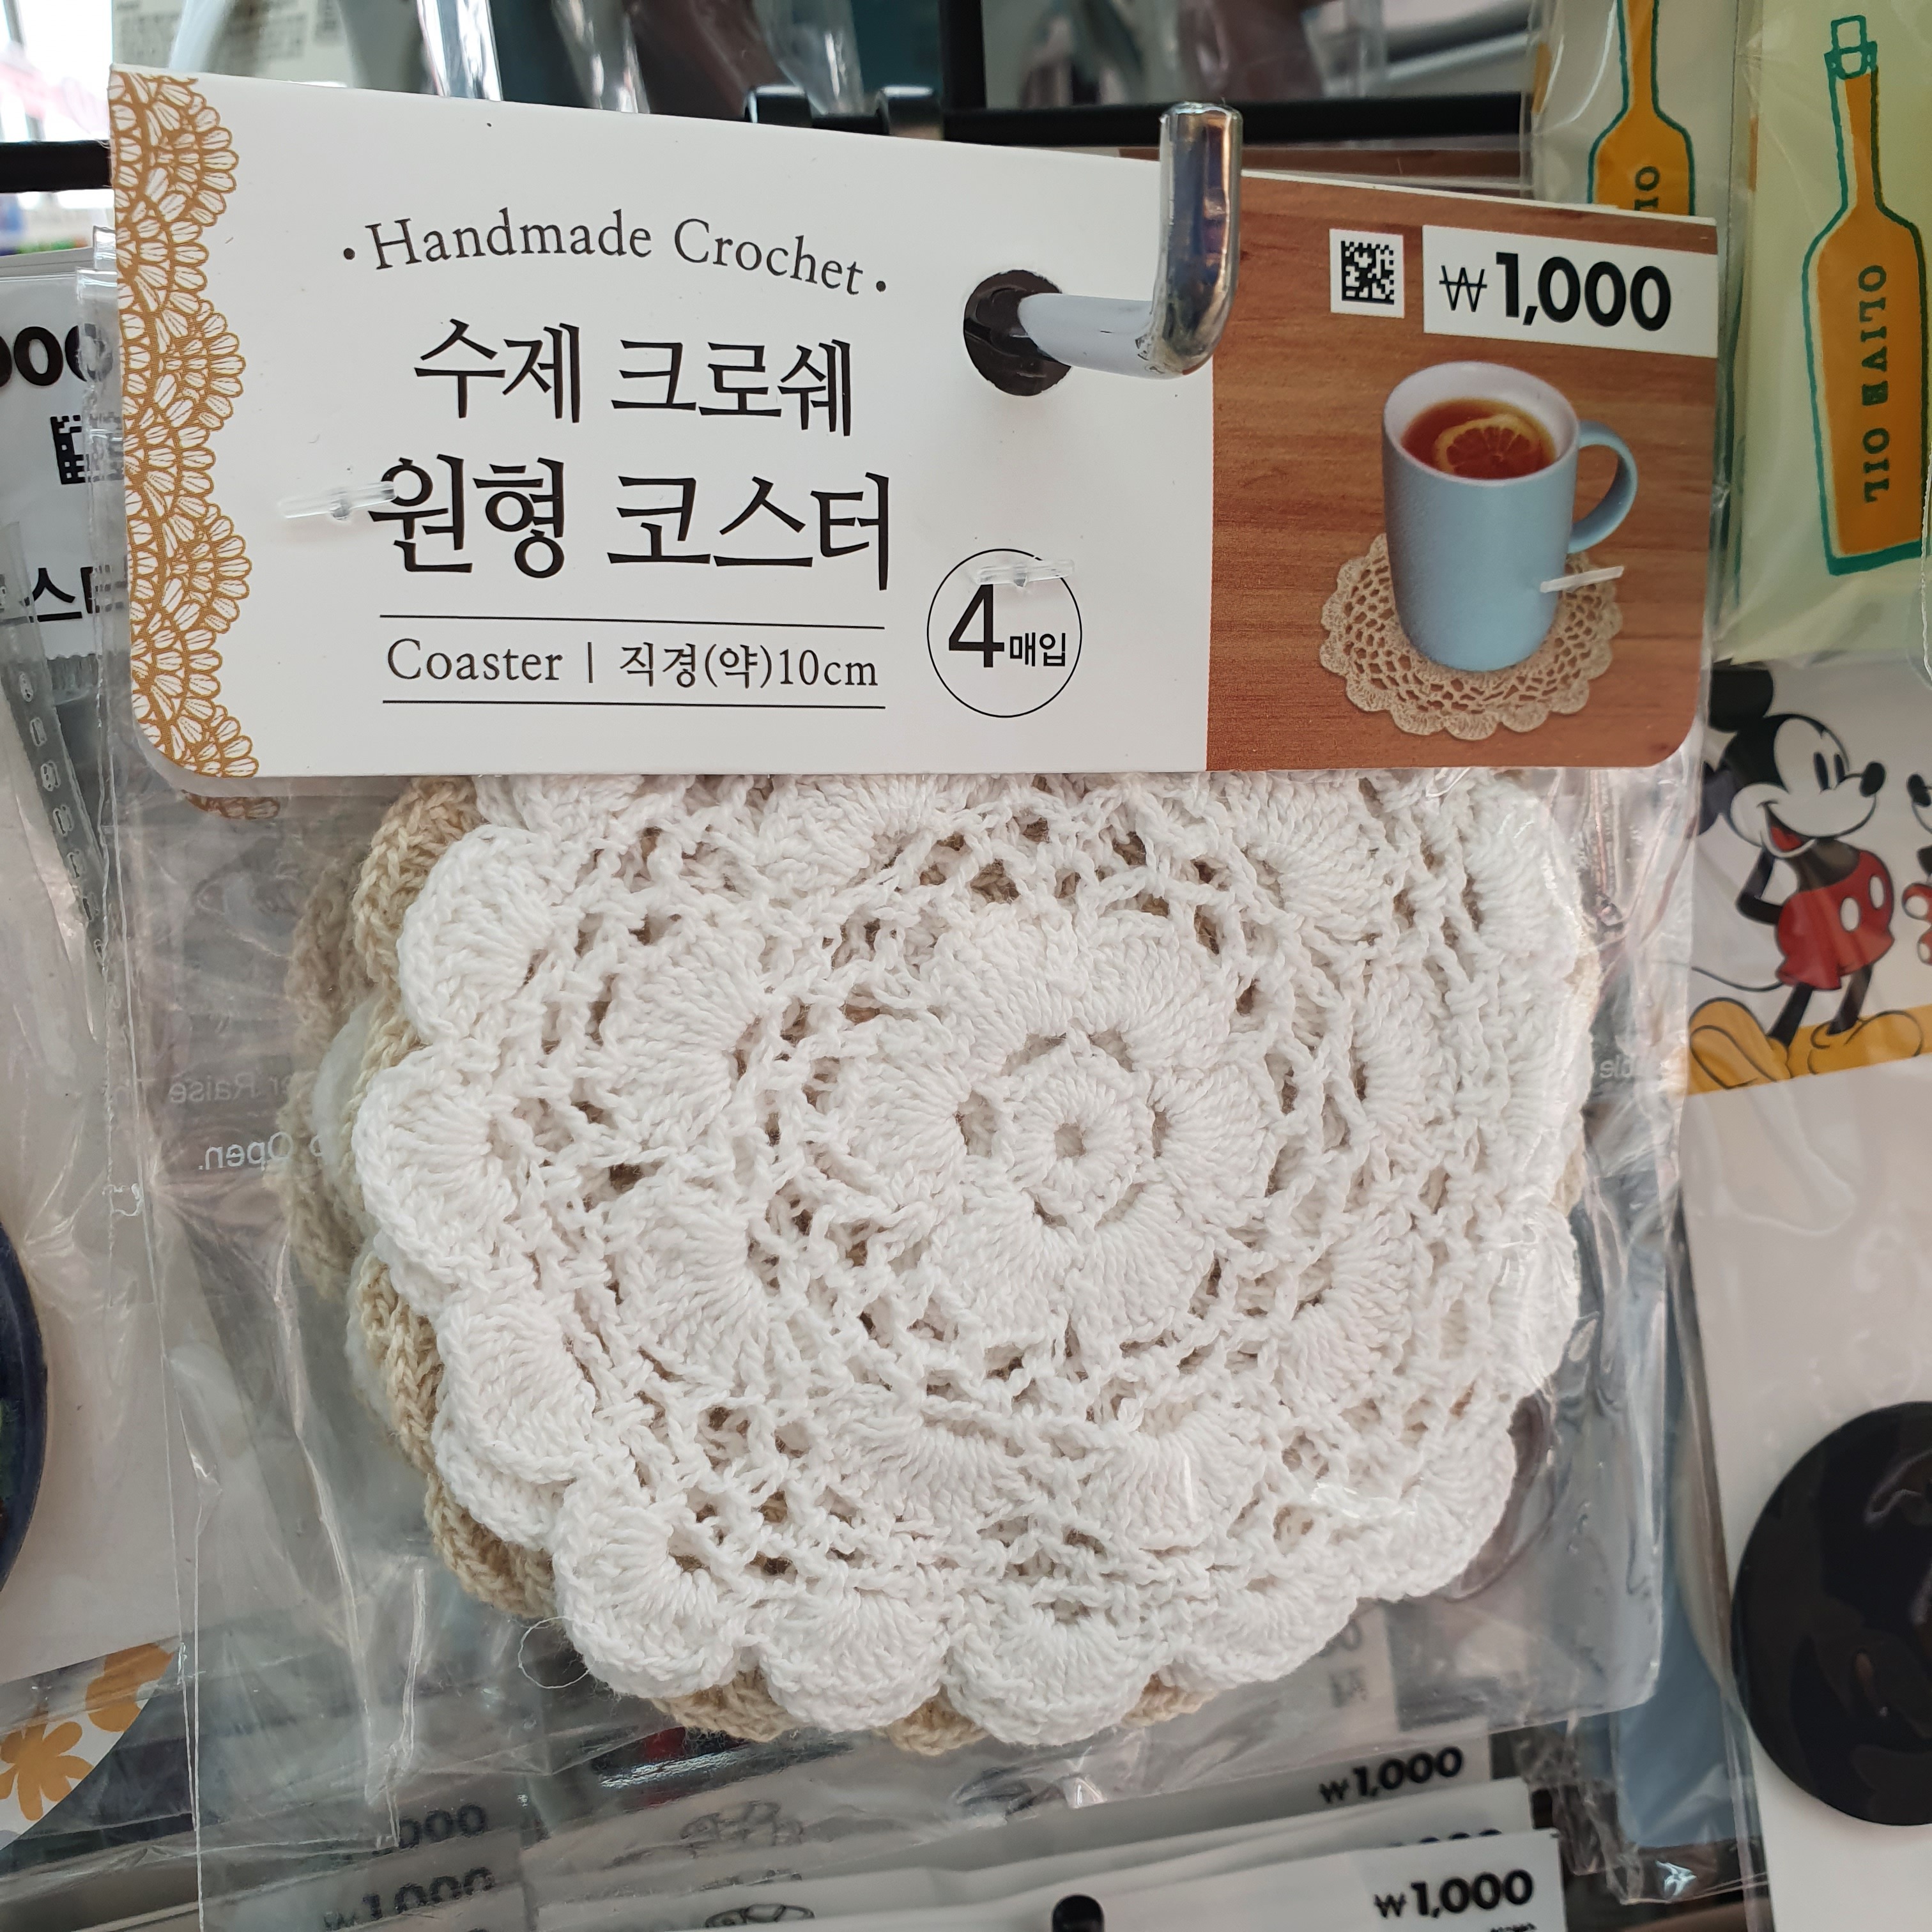 Handmade Crochet
수제 크로쉐
원형 코스터
Coaster | 직경(약)10cm
4매입
₩1,000
OLIVE OIL
Open.
₩1,000
₩1,000
₩1,000